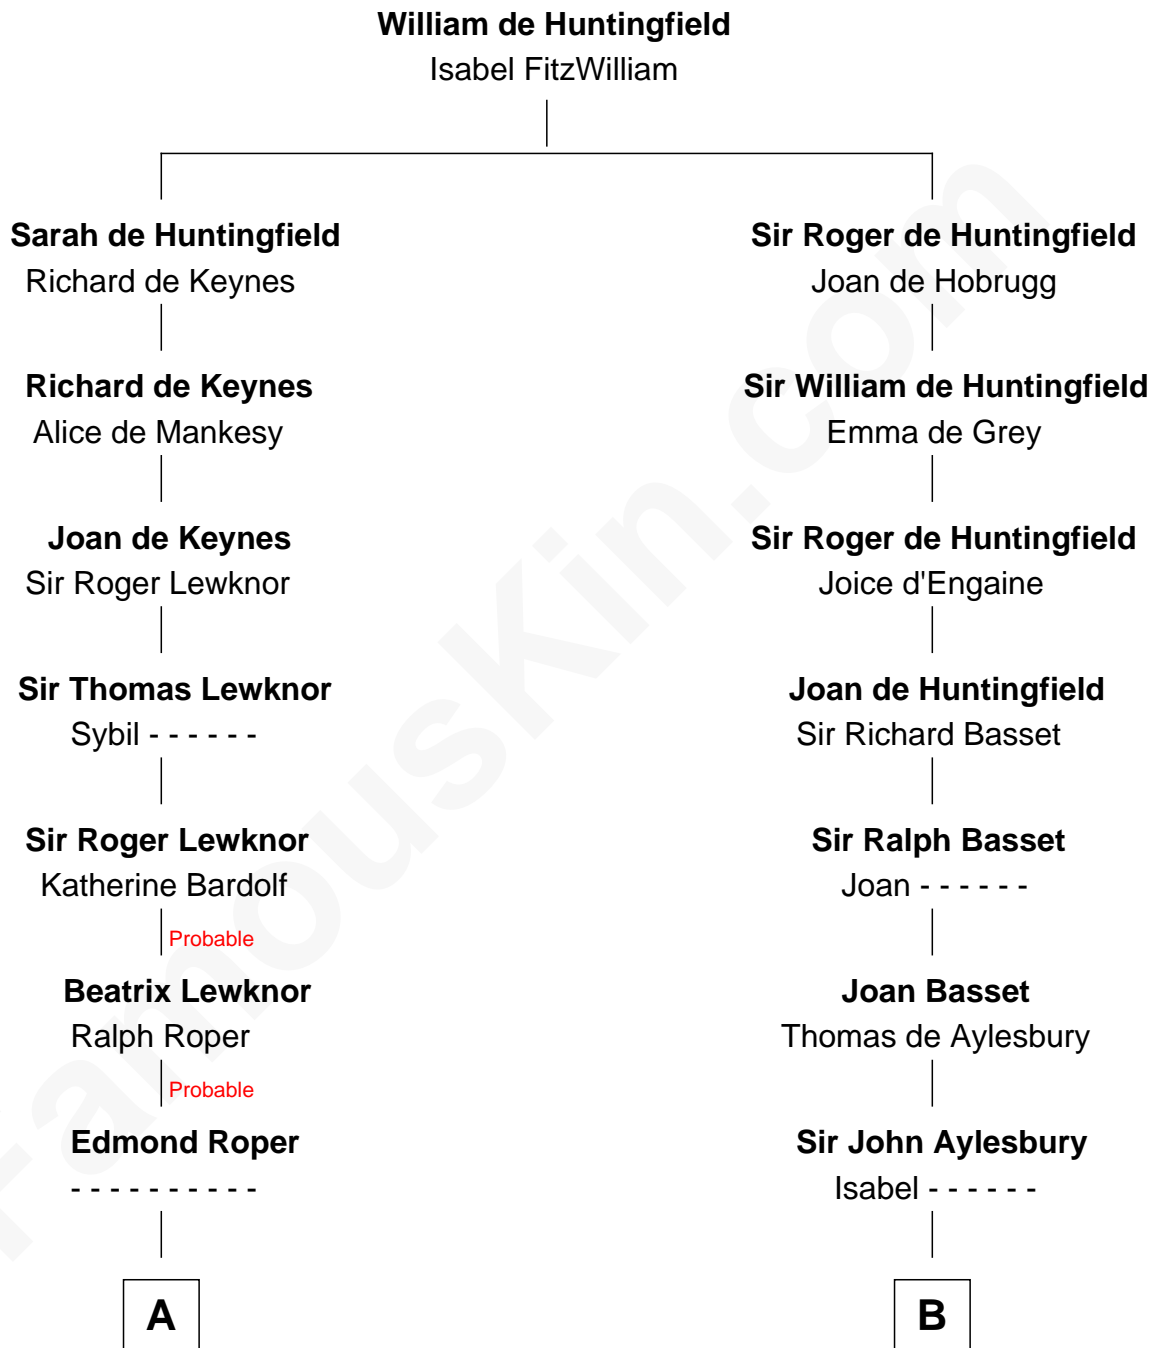 William de Huntingfield
Isabel FitzWilliam
Sarah de Huntingfield
Richard de Keynes
Richard de Keynes
Alice de Mankesy
Joan de Keynes
Sir Roger Lewknor
Sir Thomas Lewknor
Sybil - - - - - -
Sir Roger Lewknor
Katherine Bardolf
Probable
Beatrix Lewknor
Ralph Roper
Probable
Edmond Roper
- - - - - - - - - -
A
Sir Roger de Huntingfield
Joan de Hobrugg
Sir William de Huntingfield
Emma de Grey
Sir Roger de Huntingfield
Joice d'Engaine
Joan de Huntingfield
Sir Richard Basset
Sir Ralph Basset
Joan - - - - - -
Joan Basset
Thomas de Aylesbury
Sir John Aylesbury
Isabel - - - - - -
B
FamousKin.com